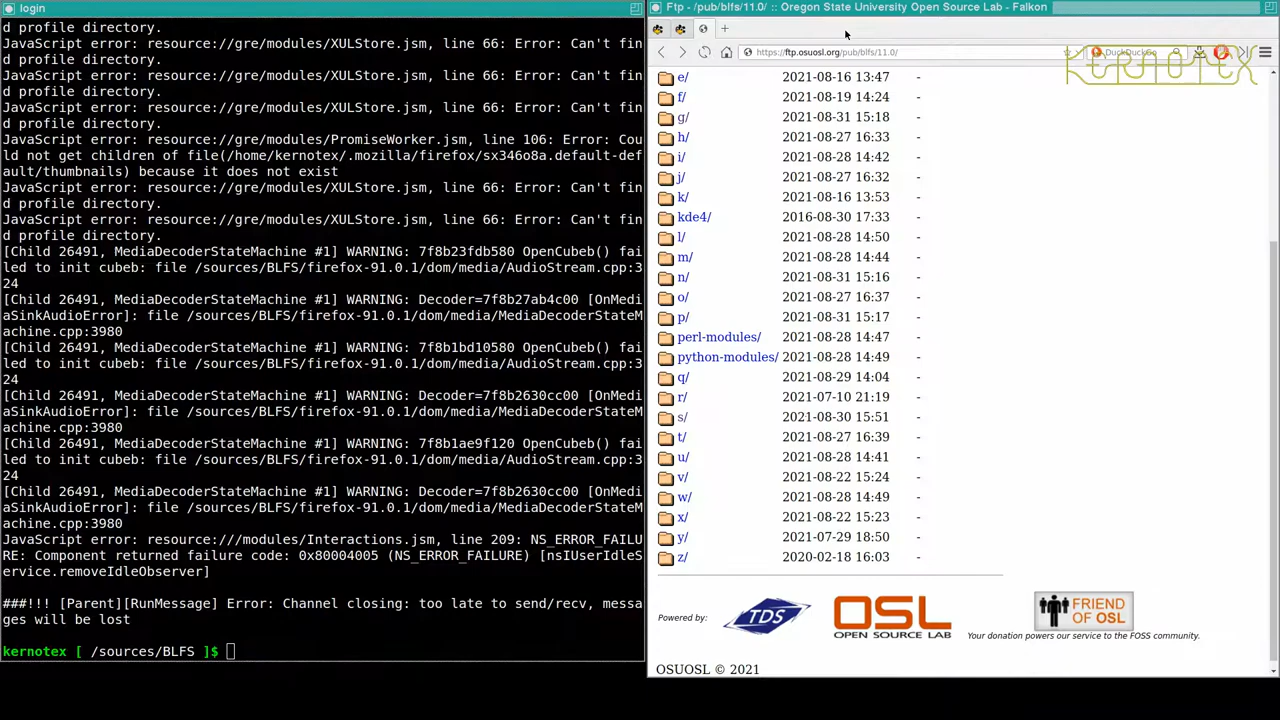 login
d profile directory.
JavaScript error: resource://gre/modules/XULStore.jsm, line 66: Error: Can't fin
d profile directory.
JavaScript error: resource://gre/modules/XULStore.jsm, line 66: Error: Can't fin
d profile directory.
JavaScript error: resource://gre/modules/XULStore.jsm, line 66: Error: Can't fin
d profile directory.
JavaScript error: resource://gre/modules/PromiseWorker.jsm, line 106: Error: Cou
ld not get children of file(/home/kernotex/.mozilla/firefox/sx346o8a.default-def
ault/thumbnails) because it does not exist
JavaScript error: resource://gre/modules/XULStore.jsm, line 66: Error: Can't fin
d profile directory.
JavaScript error: resource://gre/modules/XULStore.jsm, line 66: Error: Can't fin
d profile directory.
[Child 26491, MediaDecoderStateMachine #1] WARNING: 7f8b23fdb580 OpenCubeb() fai
led to init cubeb: file /sources/BLFS/firefox-91.0.1/dom/media/AudioStream.cpp:3
24
[Child 26491, MediaDecoderStateMachine #1] WARNING: Decoder=7f8b27ab4c00 [OnMedi
aSinkAudioError]: file /sources/BLFS/firefox-91.0.1/dom/media/MediaDecoderStateM
achine.cpp:3980
[Child 26491, MediaDecoderStateMachine #1] WARNING: 7f8b1bd10580 OpenCubeb() fai
led to init cubeb: file /sources/BLFS/firefox-91.0.1/dom/media/AudioStream.cpp:3
24
[Child 26491, MediaDecoderStateMachine #1] WARNING: Decoder=7f8b2630cc00 [OnMedi
aSinkAudioError]: file /sources/BLFS/firefox-91.0.1/dom/media/MediaDecoderStateM
achine.cpp:3980
[Child 26491, MediaDecoderStateMachine #1] WARNING: 7f8b1ae9f120 OpenCubeb() fai
led to init cubeb: file /sources/BLFS/firefox-91.0.1/dom/media/AudioStream.cpp:3
24
[Child 26491, MediaDecoderStateMachine #1] WARNING: Decoder=7f8b2630cc00 [OnMedi
aSinkAudioError]: file /sources/BLFS/firefox-91.0.1/dom/media/MediaDecoderStateM
achine.cpp:3980
JavaScript error: resource:///modules/Interactions.jsm, line 209: NS_ERROR_FAILU
RE: Component returned failure code: 0x80004005 (NS_ERROR_FAILURE) [nsIUserIdleS
ervice.removeIdleObserver]
###!!! [Parent][RunMessage] Error: Channel closing: too late to send/recv, messa
ges will be lost
kernotex [ /sources/BLFS ]$
Ftp - /pub/blfs/11.0/ :: Oregon State University Open Source Lab - Falkon
https://ftp.osuosl.org/pub/blfs/11.0/
DuckDuckGo
KERNOTEX
e/ 2021-08-16 13:47 -
f/ 2021-08-19 14:24 -
g/ 2021-08-31 15:18 -
h/ 2021-08-27 16:33 -
i/ 2021-08-28 14:42 -
j/ 2021-08-27 16:32 -
k/ 2021-08-16 13:53 -
kde4/ 2016-08-30 17:33 -
l/ 2021-08-28 14:50 -
m/ 2021-08-28 14:44 -
n/ 2021-08-31 15:16 -
o/ 2021-08-27 16:37 -
p/ 2021-08-31 15:17 -
perl-modules/ 2021-08-28 14:47 -
python-modules/ 2021-08-28 14:49 -
q/ 2021-08-29 14:04 -
r/ 2021-07-10 21:19 -
s/ 2021-08-30 15:51 -
t/ 2021-08-27 16:39 -
u/ 2021-08-28 14:41 -
v/ 2021-08-22 15:24 -
w/ 2021-08-28 14:49 -
x/ 2021-08-22 15:23 -
y/ 2021-07-29 18:50 -
z/ 2020-02-18 16:03 -
Powered by:
TDS
OSL
OPEN SOURCE LAB
FRIEND
OF OSL
Your donation powers our service to the FOSS community.
OSUOSL © 2021